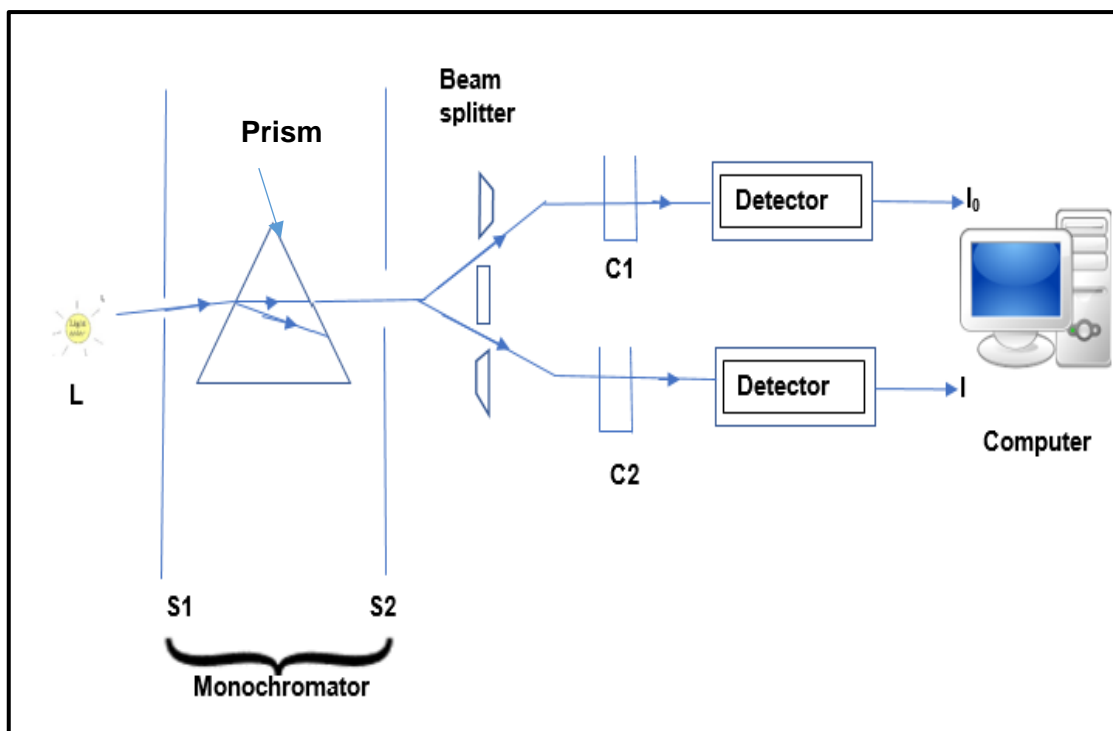 Beam
splitter
Prism
Detector
I₀
C1
L
Detector
I
Computer
C2
S1
S2
Monochromator